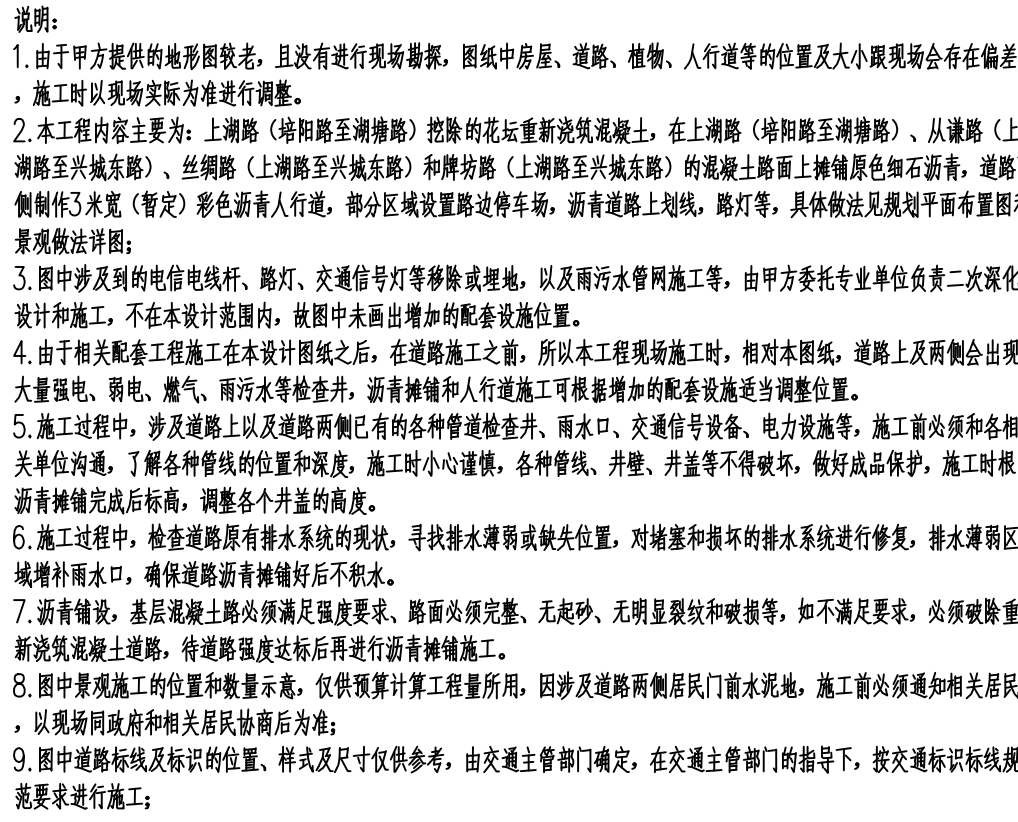 说明：
1.由于甲方提供的地形图较老，且没有进行现场勘探，图纸中房屋、道路、植物、人行道等的位置及大小跟现场会存在偏差
，施工时以现场实际为准进行调整。
2.本工程内容主要为：上湖路（培阳路至湖塘路）挖除的花坛重新浇筑混凝土，在上湖路（培阳路至湖塘路）、从谦路（上
湖路至兴城东路）、丝绸路（上湖路至兴城东路）和牌坊路（上湖路至兴城东路）的混凝土路面上摊铺原色细石沥青，道路
侧制作3米宽（暂定）彩色沥青人行道，部分区域设置路边停车场，沥青道路上划线，路灯等，具体做法见规划平面布置图和
景观做法详图；
3.图中涉及到的电信电线杆、路灯、交通信号灯等移除或埋地，以及雨污水管网施工等，由甲方委托专业单位负责二次深化
设计和施工，不在本设计范围内，故图中未画出增加的配套设施位置。
4.由于相关配套工程施工在本设计图纸之后，在道路施工之前，所以本工程现场施工时，相对本图纸，道路上及两侧会出现
大量强电、弱电、燃气、雨污水等检查井，沥青摊铺和人行道施工可根据增加的配套设施适当调整位置。
5.施工过程中，涉及道路上以及道路两侧已有的各种管道检查井、雨水口、交通信号设备、电力设施等，施工前必须和各相
关单位沟通，了解各种管线的位置和深度，施工时小心谨慎，各种管线、井壁、井盖等不得破坏，做好成品保护，施工时根
沥青摊铺完成后标高，调整各个井盖的高度。
6.施工过程中，检查道路原有排水系统的现状，寻找排水薄弱或缺失位置，对堵塞和损坏的排水系统进行修复，排水薄弱区
域增补雨水口，确保道路沥青摊铺好后不积水。
7.沥青铺设，基层混凝土路必须满足强度要求、路面必须完整、无起砂、无明显裂纹和破损等，如不满足要求，必须破除重
新浇筑混凝土道路，待道路强度达标后再进行沥青摊铺施工。
8.图中景观施工的位置和数量示意，仅供预算计算工程量所用，因涉及道路两侧居民门前水泥地，施工前必须通知相关居民
，以现场同政府和相关居民协商后为准；
9.图中道路标线及标识的位置、样式及尺寸仅供参考，由交通主管部门确定，在交通主管部门的指导下，按交通标识标线规
范要求进行施工；